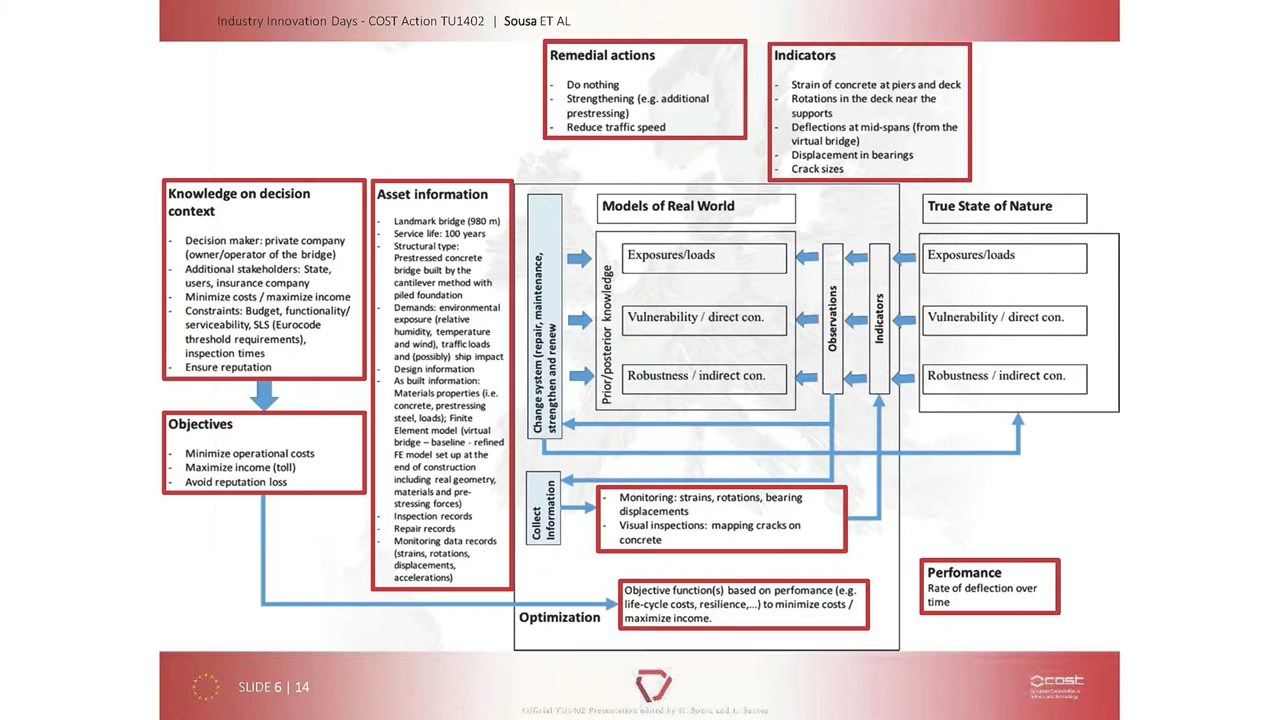 Industry Innovation Days - COST Action TU1402 | Sousa ET AL
Remedial actions
- Do nothing
- Strengthening (e.g. additional
prestressing)
- Reduce traffic speed
Indicators
- Strain of concrete at piers and deck
- Rotations in the deck near the
supports
- Deflections at mid-spans (from the
virtual bridge)
- Displacement in bearings
- Crack sizes
Knowledge on decision
context
- Decision maker: private company
(owner/operator of the bridge)
- Additional stakeholders: State,
users, insurance company
- Minimize costs / maximize income
- Constraints: Budget, functionality/
serviceability, SLS (Eurocode
threshold requirements),
inspection times
- Ensure reputation
Objectives
- Minimize operational costs
- Maximize income (toll)
- Avoid reputation loss
Asset information
- Landmark bridge (980 m)
- Service life: 100 years
- Structural type:
Prestressed concrete
bridge built by the
cantilever method with
piled foundation
- Demands: environmental
exposure (relative
humidity, temperature
and wind), traffic loads
and (possibly) ship impact
- Design information
- As built information:
Materials properties (i.e.
concrete, prestressing
steel, loads); Finite
Element model (virtual
bridge – baseline - refined
FE model set up at the
end of construction
including real geometry,
materials and pre-
stressing forces)
- Inspection records
- Repair records
- Monitoring data records
(strains, rotations,
displacements,
accelerations)
Change system (repair, maintenance,
strengthen and renew
Models of Real World
Prior/posterior knowledge
Exposures/loads
Vulnerability / direct con.
Robustness / indirect con.
Observations
Indicators
True State of Nature
Exposures/loads
Vulnerability / direct con.
Robustness / indirect con.
Collect
Information
- Monitoring: strains, rotations, bearing
displacements
- Visual inspections: mapping cracks on
concrete
Optimization
Objective function(s) based on perfomance (e.g.
life-cycle costs, resilience,...) to minimize costs /
maximize income.
Perfomance
Rate of deflection over
time
SLIDE 6 | 14
cost
Official TU1402 Presentation edited by H. Sousa and L. Santos